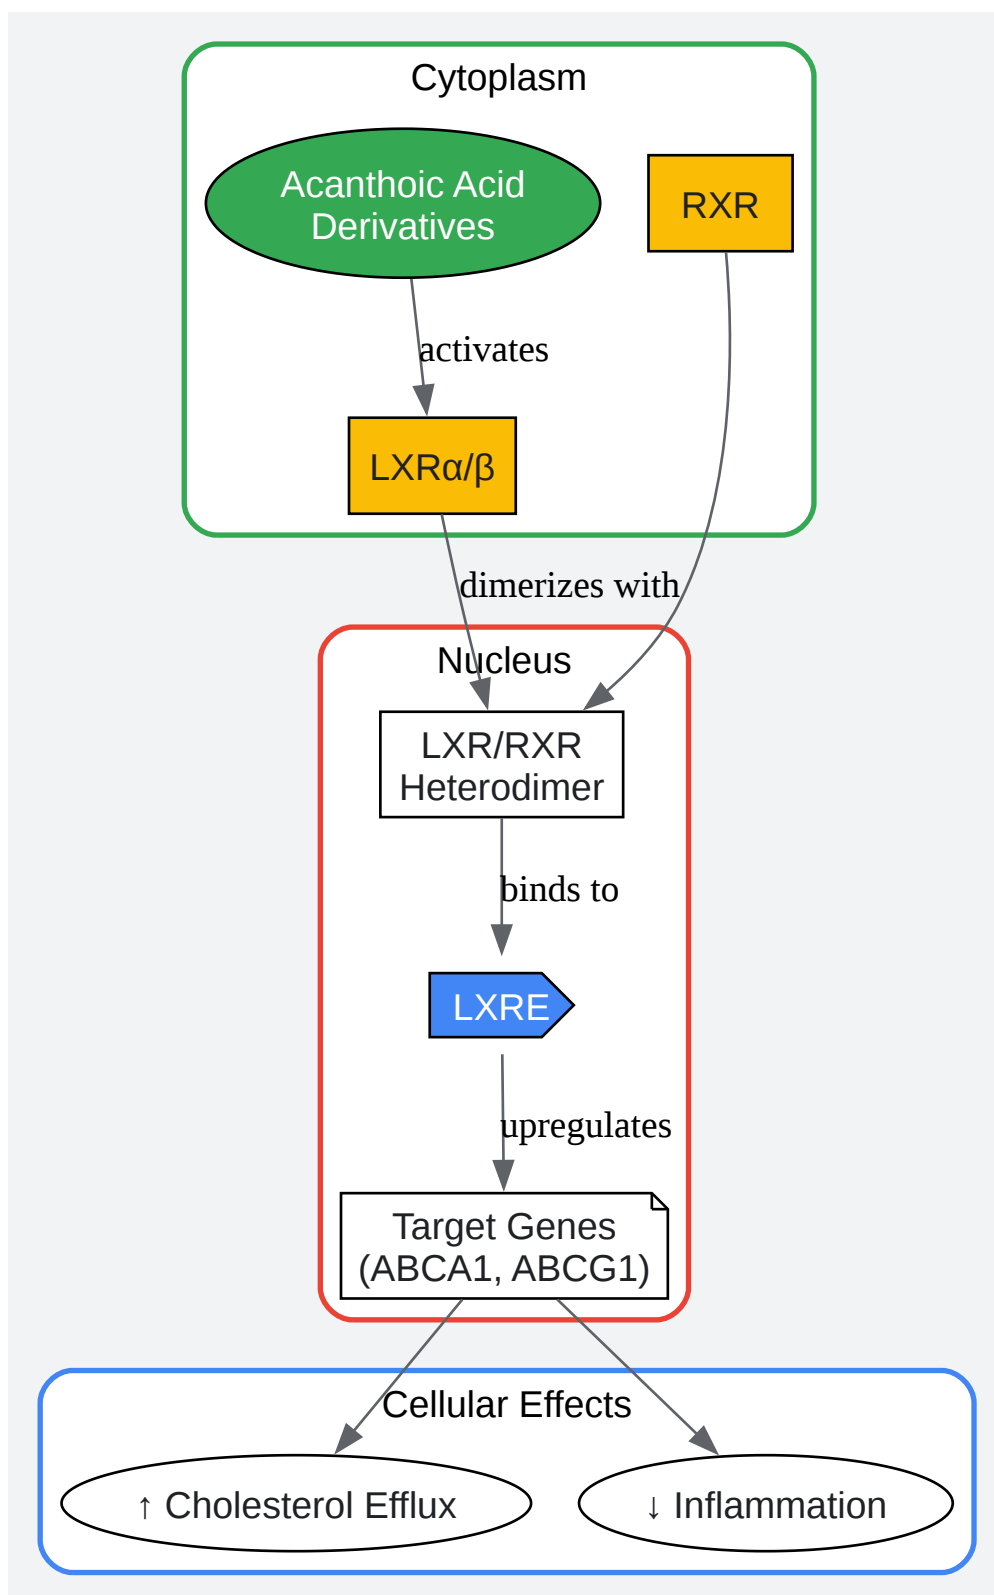 Cytoplasm
Acanthoic Acid
Derivatives
RXR
activates
LXRα/β
dimerizes with
Nucleus
LXR/RXR
Heterodimer
binds to
LXRE
upregulates
Target Genes
(ABCA1, ABCG1)
Cellular Effects
↑ Cholesterol Efflux
↓ Inflammation